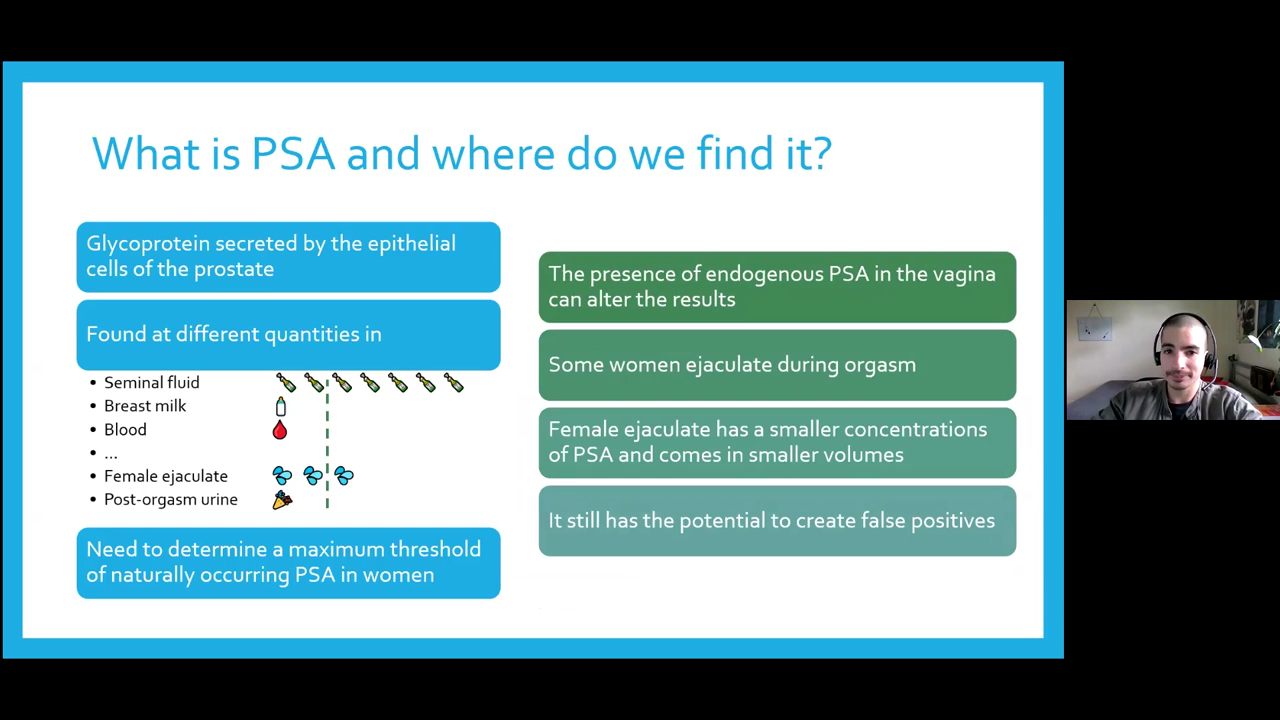 What is PSA and where do we find it?
Glycoprotein secreted by the epithelial
cells of the prostate
Found at different quantities in
• Seminal fluid
• Breast milk
• Blood
• ...
• Female ejaculate
• Post-orgasm urine
Need to determine a maximum threshold
of naturally occurring PSA in women
The presence of endogenous PSA in the vagina
can alter the results
Some women ejaculate during orgasm
Female ejaculate has a smaller concentrations
of PSA and comes in smaller volumes
It still has the potential to create false positives